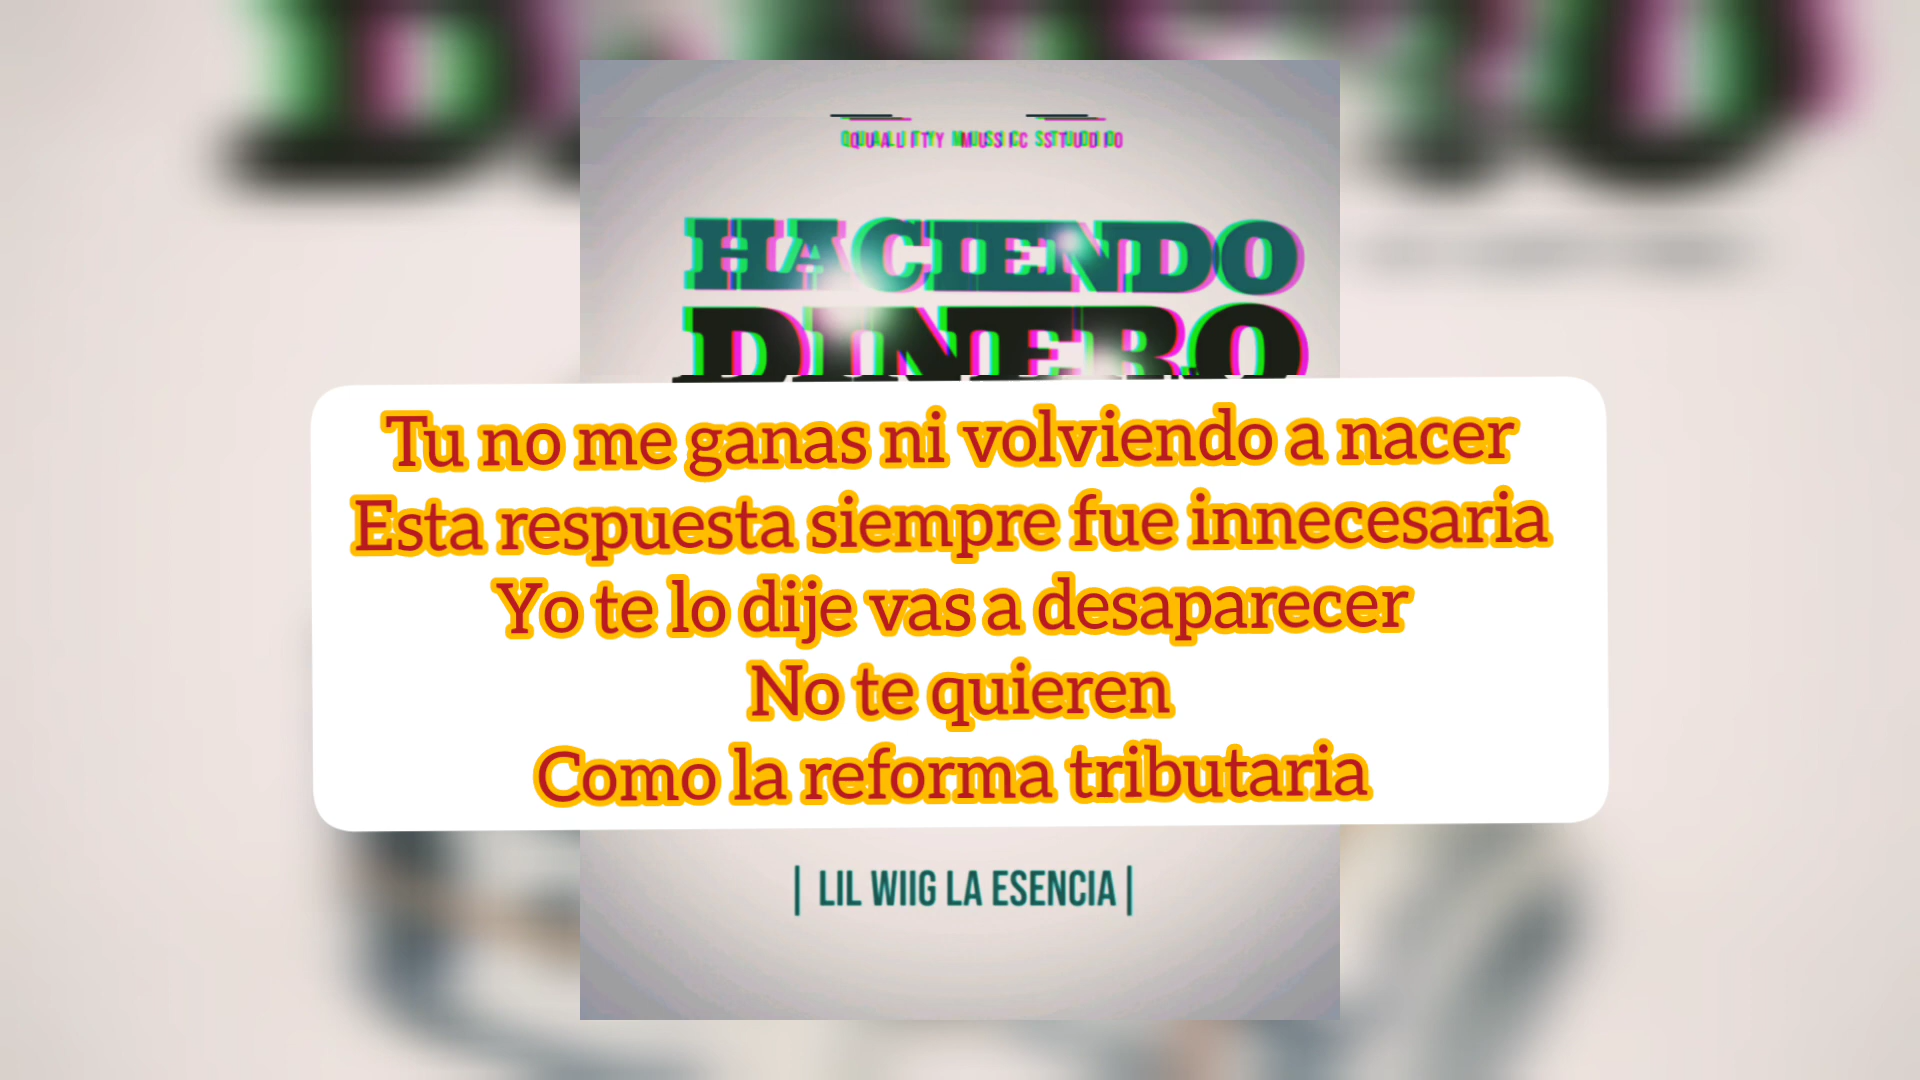 QUALITY MUSIC STUDIO
HACIENDO
DINERO
Tu no me ganas ni volviendo a nacer
Esta respuesta siempre fue innecesaria
Yo te lo dije vas a desaparecer
No te quieren
Como la reforma tributaria
| LIL WIIG LA ESENCIA |